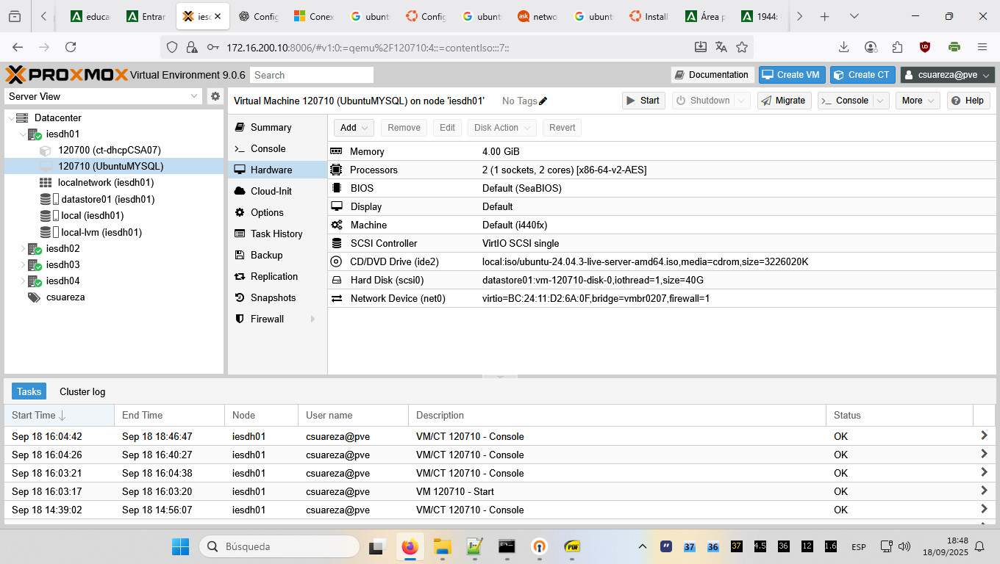 educa
Entrar
iesd
Config
Conex
ubunt
Config
ubunt
netwo
ubunt
Install
Área p
1944:
172.16.200.10:8006/#v1:0:=qemu%2F120710:4::=contentIso:::7::
PROXMOX Virtual Environment 9.0.6
Search
Documentation
Create VM
Create CT
csuareza@pve
Server View
Virtual Machine 120710 (UbuntuMYSQL) on node 'iesdh01'
No Tags
Start
Shutdown
Migrate
Console
More
Help
Datacenter
iesdh01
120700 (ct-dhcpCSA07)
120710 (UbuntuMYSQL)
localnetwork (iesdh01)
datastore01 (iesdh01)
local (iesdh01)
local-lvm (iesdh01)
iesdh02
iesdh03
iesdh04
csuareza
Summary
Console
Hardware
Cloud-Init
Options
Task History
Backup
Replication
Snapshots
Firewall
Add
Remove
Edit
Disk Action
Revert
Memory 4.00 GiB
Processors 2 (1 sockets, 2 cores) [x86-64-v2-AES]
BIOS Default (SeaBIOS)
Display Default
Machine Default (i440fx)
SCSI Controller VirtIO SCSI single
CD/DVD Drive (ide2) local:iso/ubuntu-24.04.3-live-server-amd64.iso,media=cdrom,size=3226020K
Hard Disk (scsi0) datastore01:vm-120710-disk-0,iothread=1,size=40G
Network Device (net0) virtio=BC:24:11:D2:6A:0F,bridge=vmbr0207,firewall=1
Tasks
Cluster log
Start Time End Time Node User name Description Status
Sep 18 16:04:42 Sep 18 18:46:47 iesdh01 csuareza@pve VM/CT 120710 - Console OK
Sep 18 16:04:26 Sep 18 16:40:27 iesdh01 csuareza@pve VM/CT 120710 - Console OK
Sep 18 16:03:21 Sep 18 16:04:38 iesdh01 csuareza@pve VM/CT 120710 - Console OK
Sep 18 16:03:17 Sep 18 16:03:20 iesdh01 csuareza@pve VM 120710 - Start OK
Sep 18 14:39:02 Sep 18 14:56:07 iesdh01 csuareza@pve VM/CT 120710 - Console OK
Búsqueda
37
36
37
4.5
36
12
1.6
ESP
18:48
18/09/2025